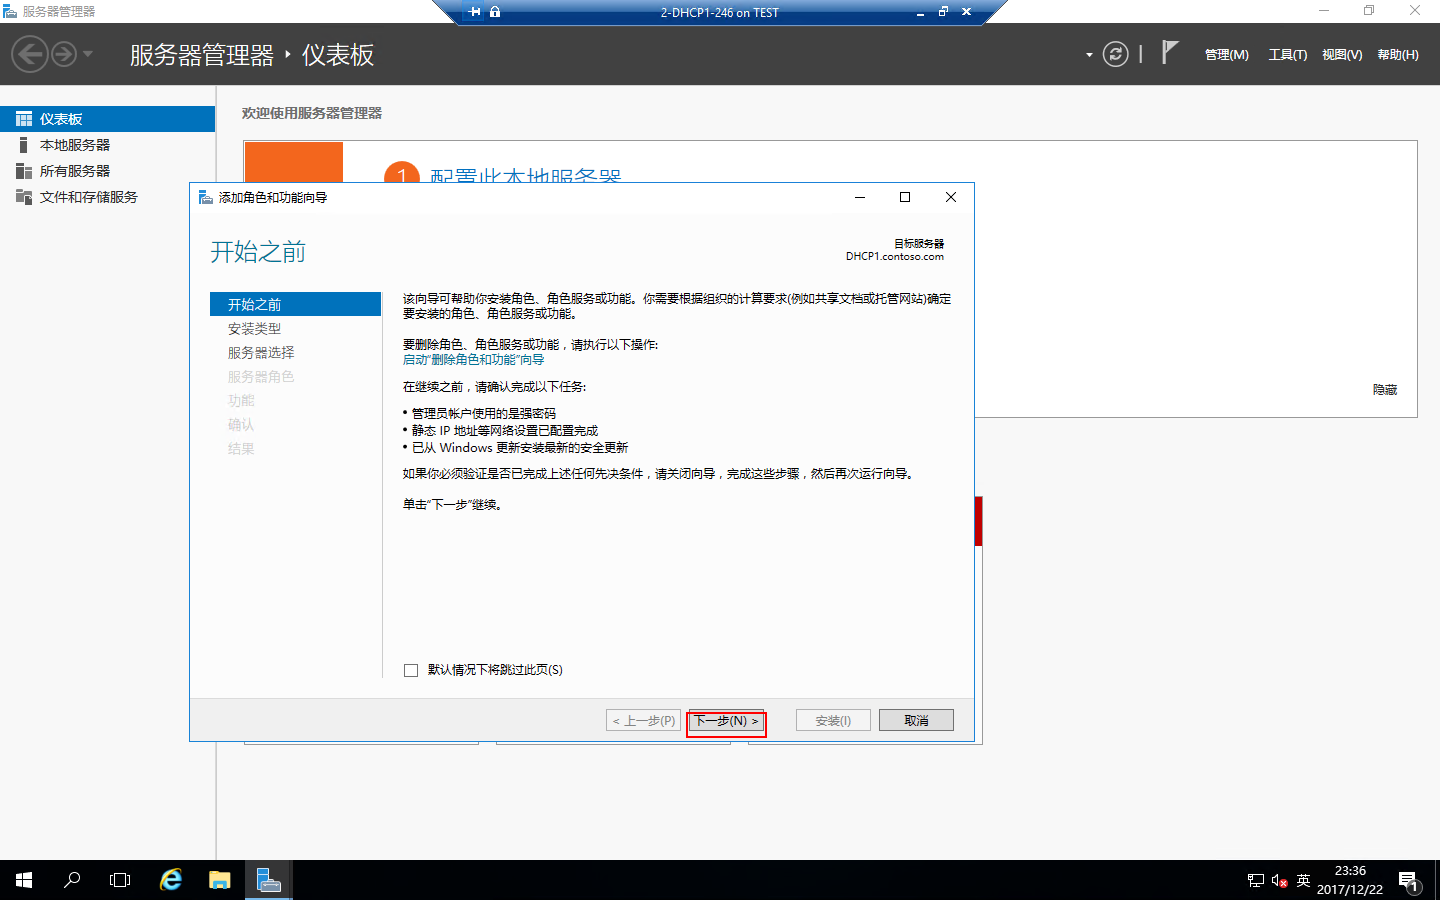 服务器管理器
2-DHCP1-246 on TEST
服务器管理器 ‣ 仪表板
管理(M) 工具(T) 视图(V) 帮助(H)
仪表板
本地服务器
所有服务器
文件和存储服务
欢迎使用服务器管理器
1 配置此本地服务器
隐藏
添加角色和功能向导
开始之前
目标服务器
DHCP1.contoso.com
开始之前
安装类型
服务器选择
服务器角色
功能
确认
结果
该向导可帮助你安装角色、角色服务或功能。你需要根据组织的计算要求(例如共享文档或托管网站)确定
要安装的角色、角色服务或功能。
要删除角色、角色服务或功能，请执行以下操作:
启动“删除角色和功能”向导
在继续之前，请确认完成以下任务:
• 管理员帐户使用的是强密码
• 静态 IP 地址等网络设置已配置完成
• 已从 Windows 更新安装最新的安全更新
如果你必须验证是否已完成上述任何先决条件，请关闭向导，完成这些步骤，然后再次运行向导。
单击“下一步”继续。
默认情况下将跳过此页(S)
< 上一步(P) 下一步(N) > 安装(I) 取消
英
23:36
2017/12/22
1